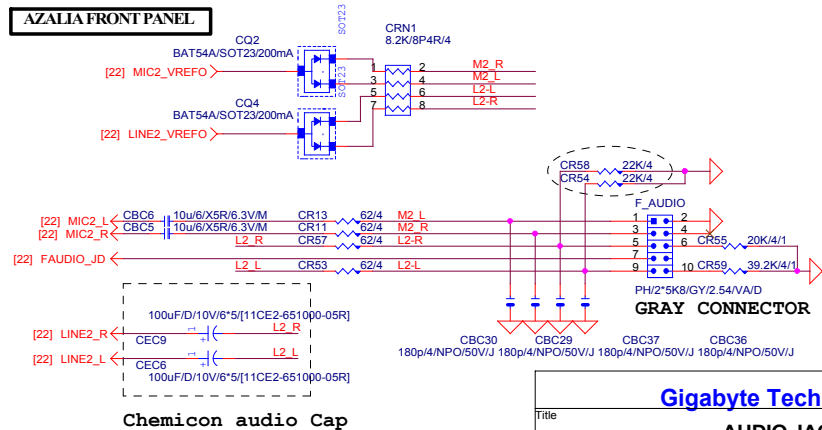 AZALIA FRONT PANEL
SOT23
CQ2
BAT54A/SOT23/200mA
CRN1
8.2K/8P4R/4
[22] MIC2_VREFO
1 2 M2_R
3 4 M2_L
5 6 L2-L
7 8 L2-R
SOT23
CQ4
BAT54A/SOT23/200mA
[22] LINE2_VREFO
CR58 22K/4
CR54 22K/4
F_AUDIO
[22] MIC2_L CBC6 10u/6/X5R/6.3V/M CR13 62/4 M2_L 1 2
[22] MIC2_R CBC5 10u/6/X5R/6.3V/M CR11 62/4 M2_R 3 4
L2_R CR57 62/4 L2-R 5 6 CR55 20K/4/1
[22] FAUDIO_JD 7
L2_L CR53 62/4 L2-L 9 10 CR59 39.2K/4/1
PH/2*5K8/GY/2.54/VA/D
GRAY CONNECTOR
100uF/D/10V/6*5/[11CE2-651000-05R]
[22] LINE2_R 1 L2_R
CEC9 +
[22] LINE2_L 1 L2_L
CEC6 +
100uF/D/10V/6*5/[11CE2-651000-05R]
CBC30 CBC29 CBC37 CBC36
180p/4/NPO/50V/J 180p/4/NPO/50V/J 180p/4/NPO/50V/J 180p/4/NPO/50V/J
Chemicon audio Cap
Gigabyte Tech
Title
AUDIO JAC